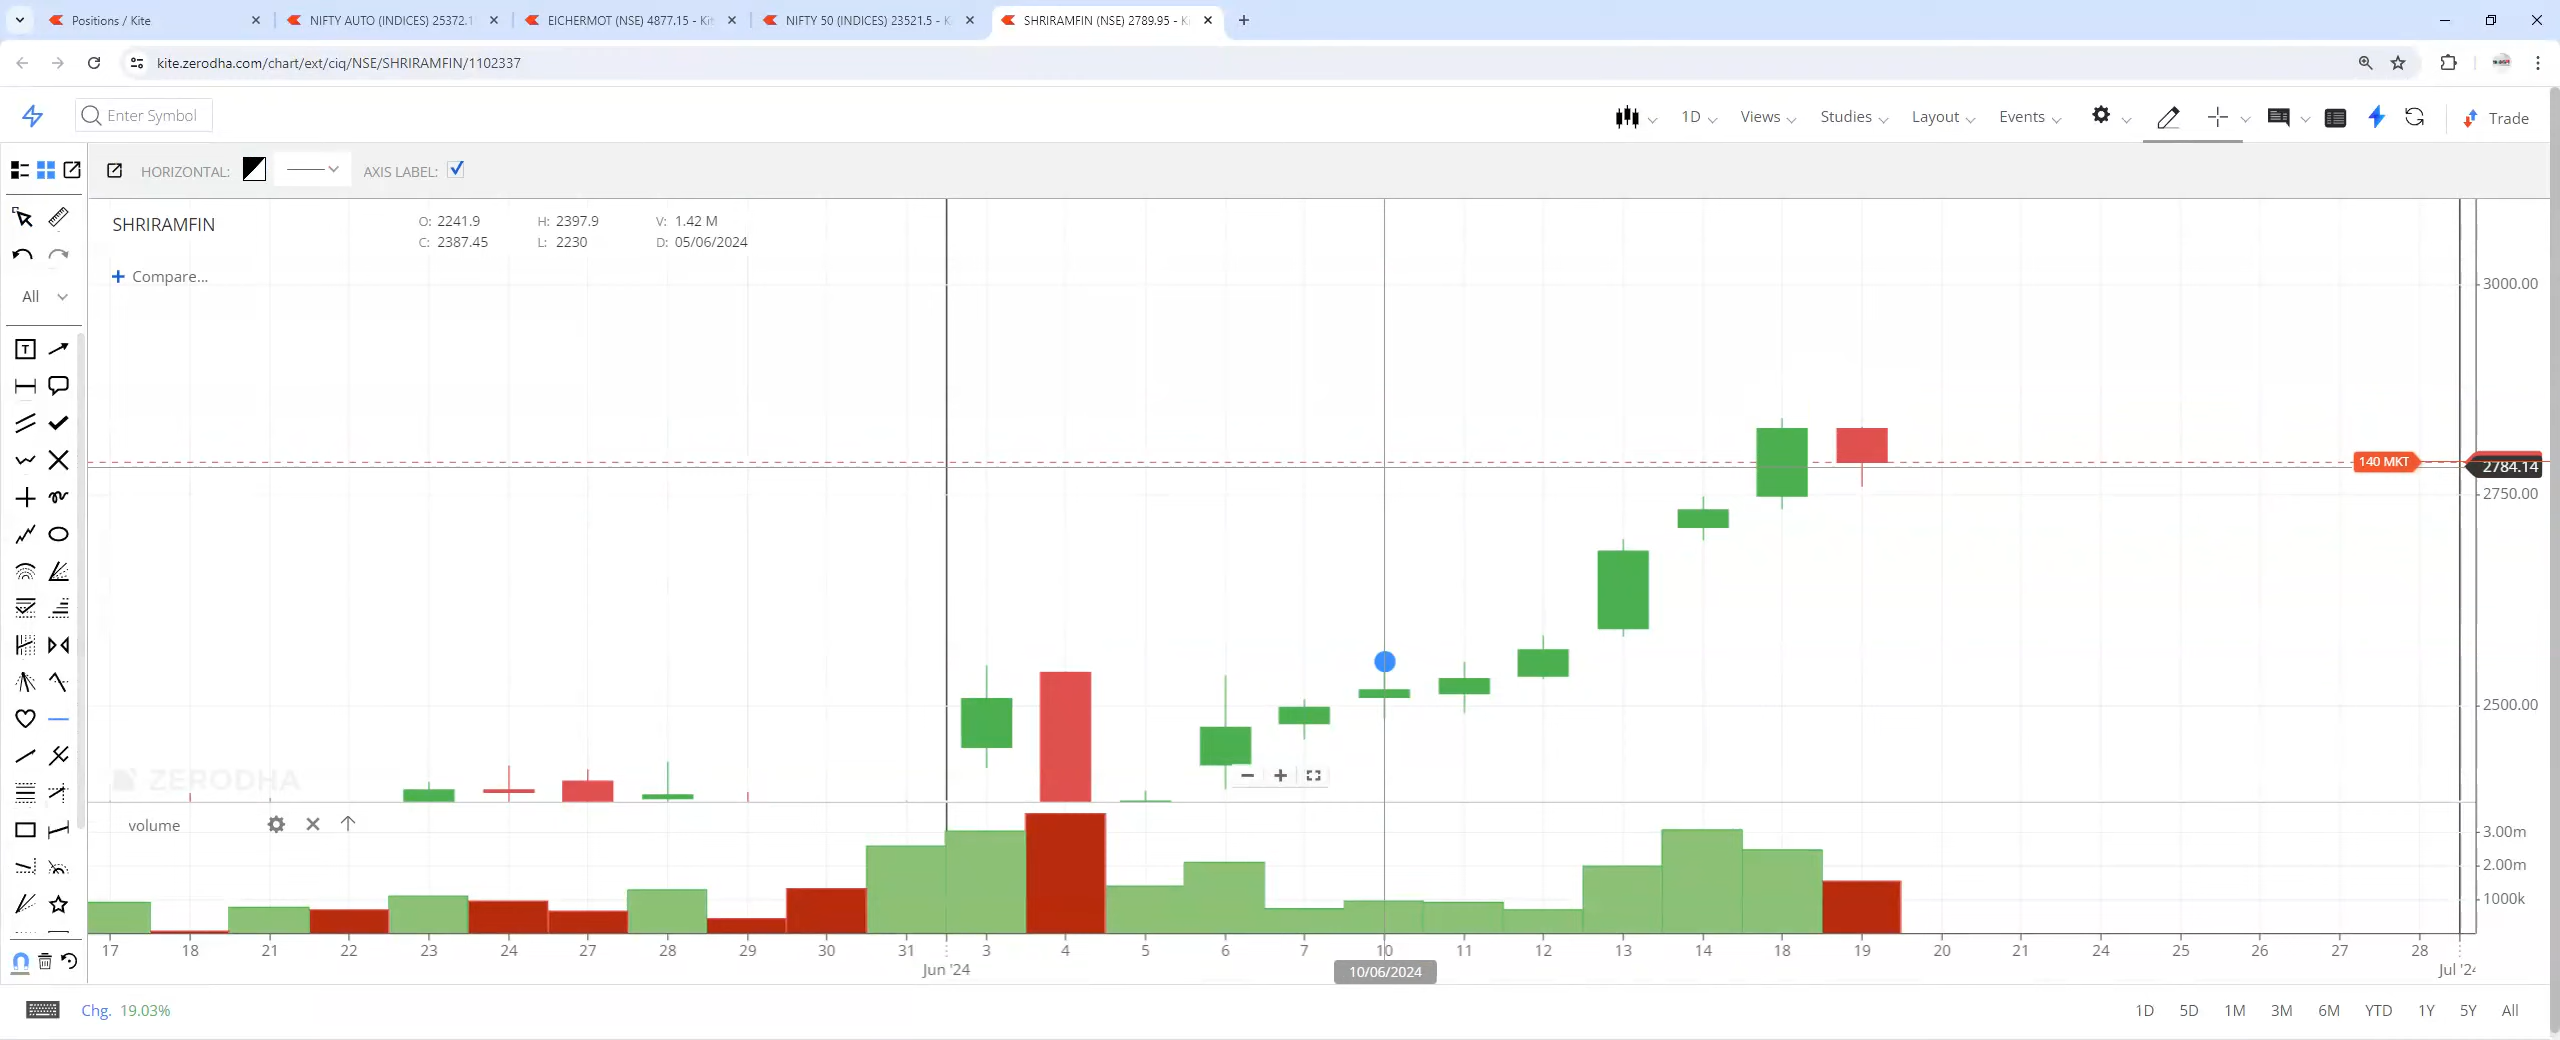 Positions / Kite
NIFTY AUTO (INDICES) 25372.1
EICHERMOT (NSE) 4877.15 - Kit
NIFTY 50 (INDICES) 23521.5 - K
SHRIRAMFIN (NSE) 2789.95 - K
kite.zerodha.com/chart/ext/ciq/NSE/SHRIRAMFIN/1102337
Enter Symbol
1D
Views
Studies
Layout
Events
Trade
HORIZONTAL:
AXIS LABEL:
SHRIRAMFIN
O: 2241.9 H: 2397.9 V: 1.42 M
C: 2387.45 L: 2230 D: 05/06/2024
+ Compare...
All
T
3000.00
140 MKT
2784.14
2750.00
2500.00
ZERODHA
volume
3.00m
2.00m
1000k
17 18 21 22 23 24 27 28 29 30 31 3 4 5 6 7 10 11 12 13 14 18 19 20 21 24 25 26 27 28
Jun '24
10/06/2024
Jul '24
Chg. 19.03%
1D 5D 1M 3M 6M YTD 1Y 5Y All